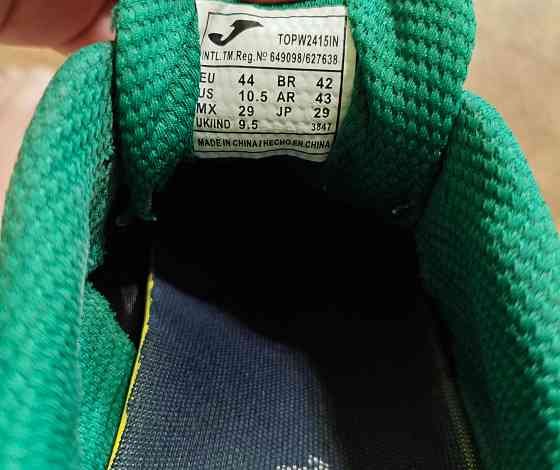 TOPW2415IN
INTL.TM.Reg.Nº 649098/627638
EU 44 BR 42
US 10.5 AR 43
MX 29 JP 29
UK/IND 9.5 3847
MADE IN CHINA / HECHO EN CHINA